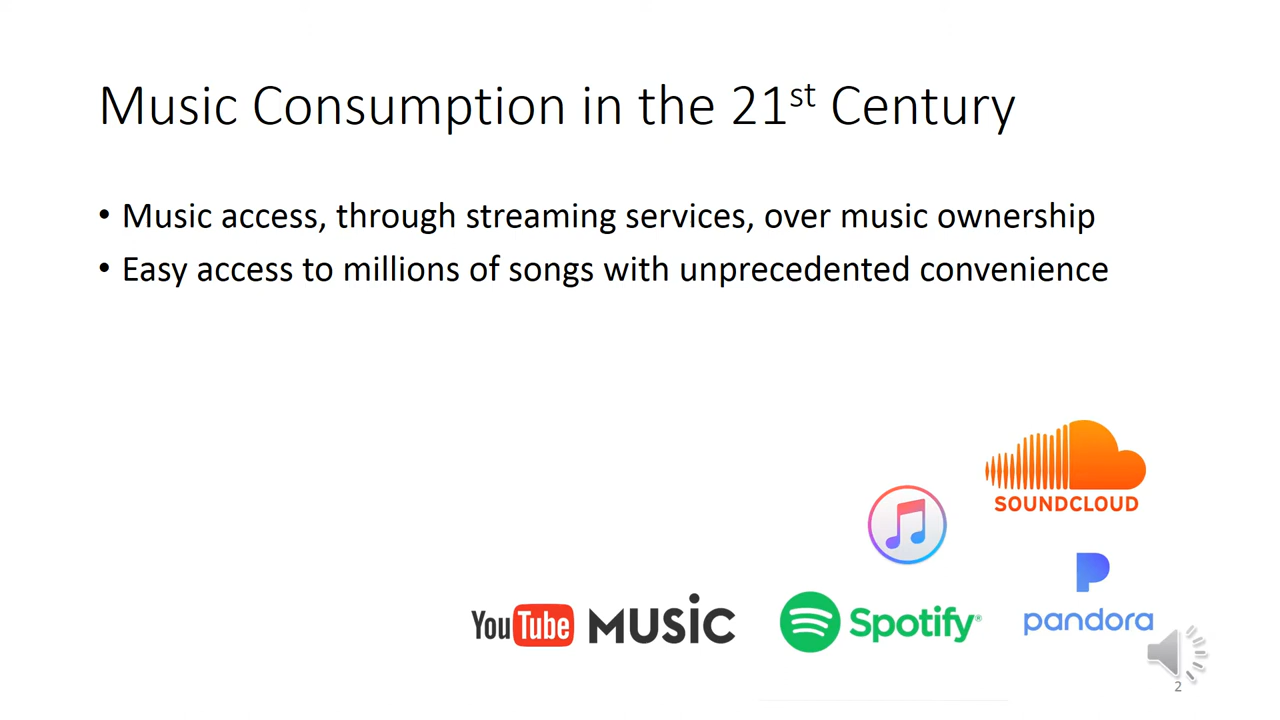 Music Consumption in the 21st Century
• Music access, through streaming services, over music ownership
• Easy access to millions of songs with unprecedented convenience
SOUNDCLOUD
YouTube MUSIC
Spotify®
pandora
2